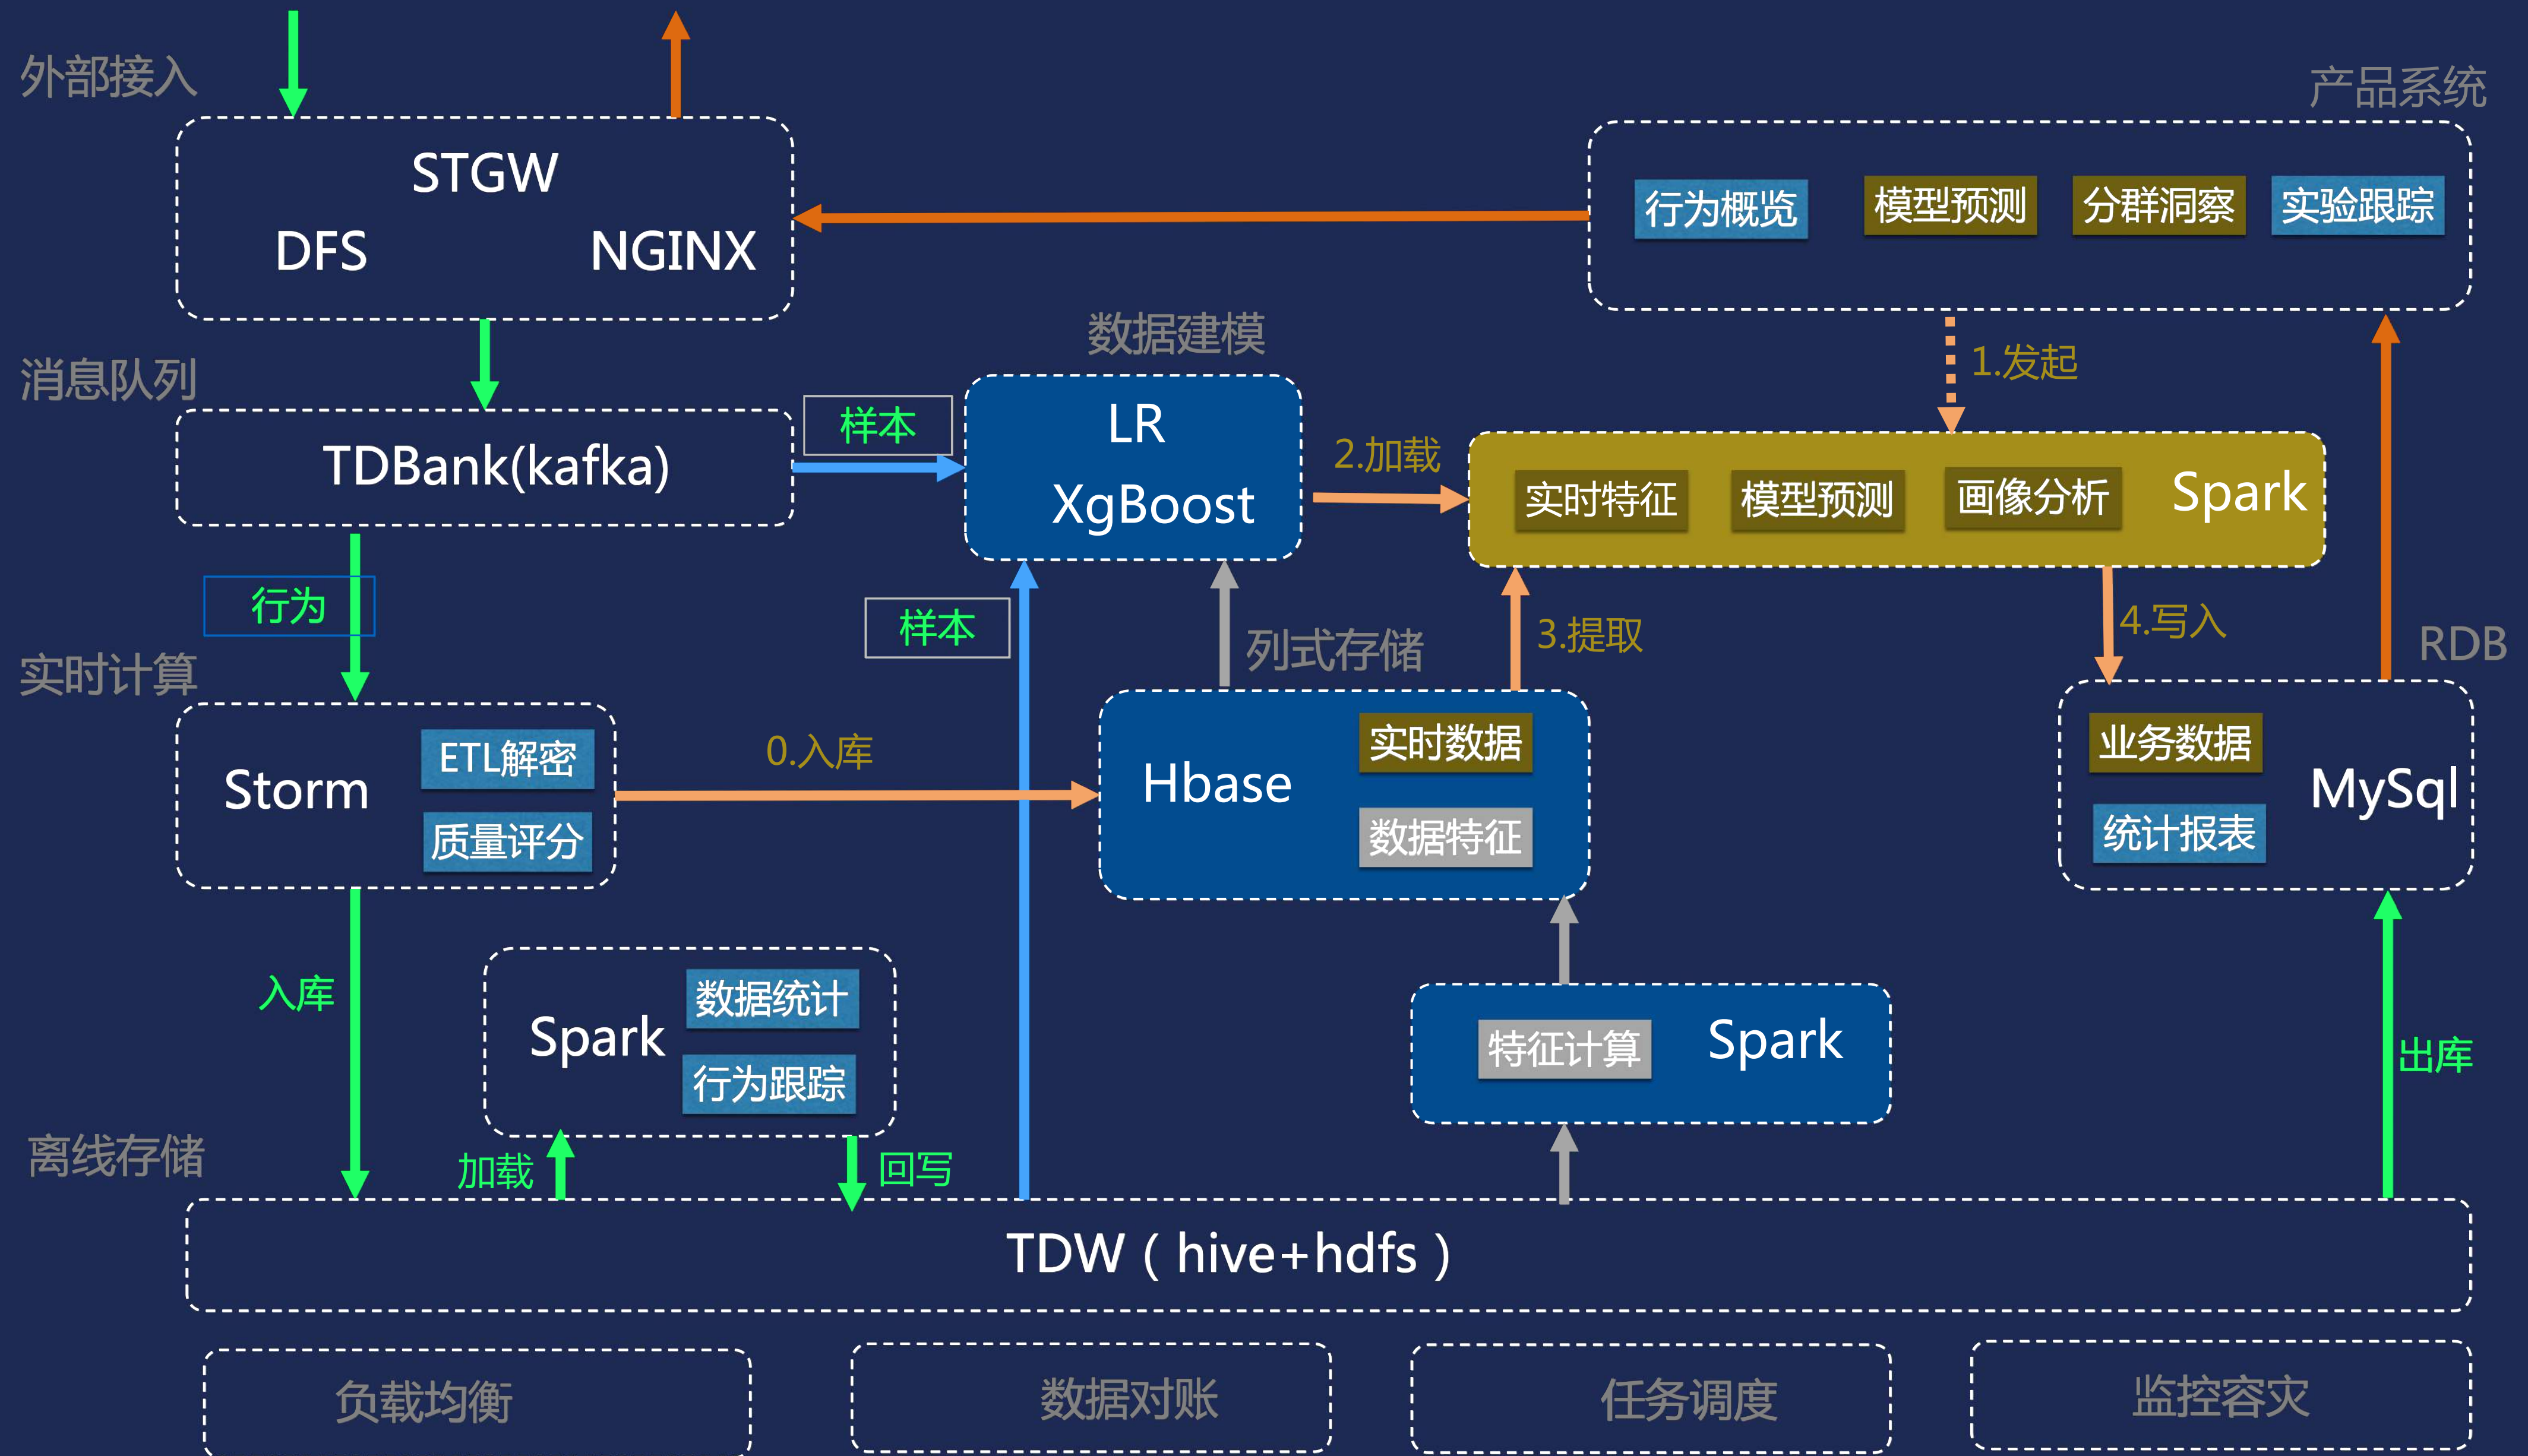 外部接入
产品系统
STGW
DFS
NGINX
行为概览
模型预测
分群洞察
实验跟踪
数据建模
1.发起
消息队列
TDBank(kafka)
样本
LR
XgBoost
2.加载
实时特征
模型预测
画像分析
Spark
行为
样本
列式存储
3.提取
4.写入
RDB
实时计算
Storm
ETL解密
质量评分
0.入库
Hbase
实时数据
数据特征
业务数据
统计报表
MySql
入库
Spark
数据统计
行为跟踪
特征计算
Spark
出库
离线存储
加载
回写
TDW（hive+hdfs）
负载均衡
数据对账
任务调度
监控容灾